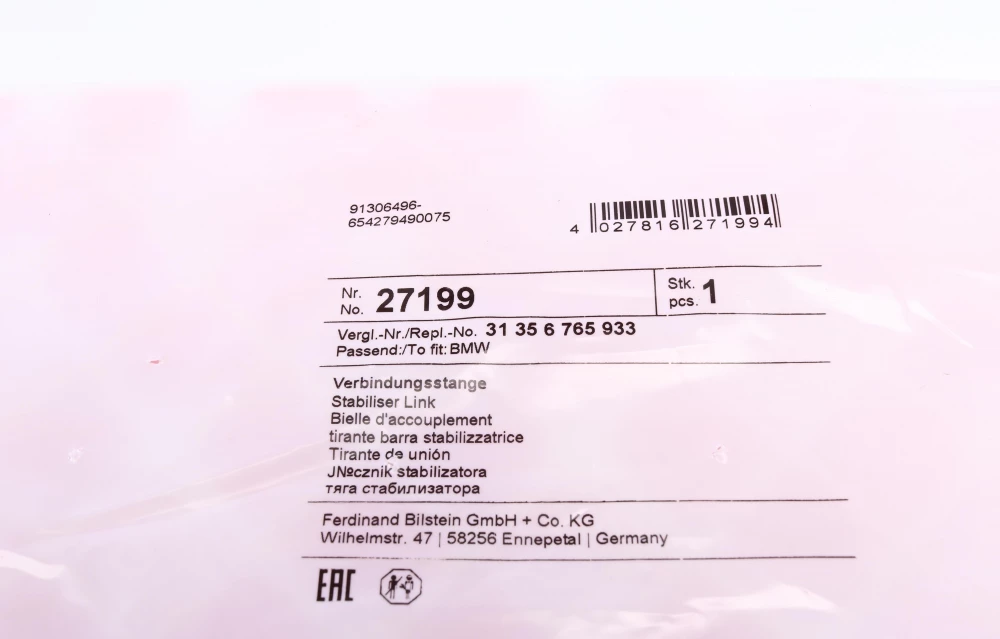 91306496-
654279490075
4 027816 271994
Nr.
No. 27199
Stk.
pcs. 1
Vergl.-Nr./Repl.-No. 31 35 6 765 933
Passend:/To fit: BMW
Verbindungsstange
Stabiliser Link
Bielle d'accouplement
tirante barra stabilizzatrice
Tirante de unión
J№cznik stabilizatora
тяга стабилизатора
Ferdinand Bilstein GmbH + Co. KG
Wilhelmstr. 47 | 58256 Ennepetal | Germany
EAC